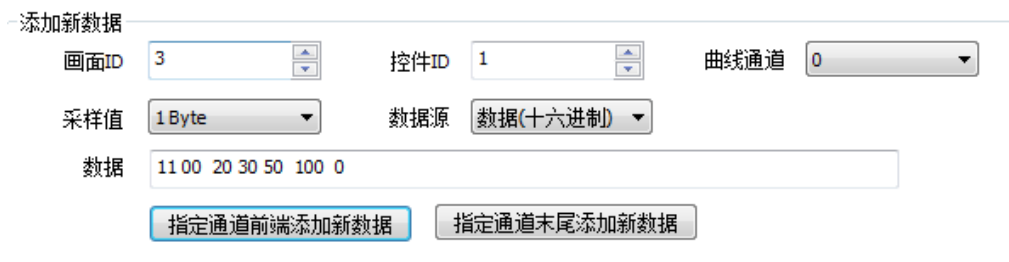 添加新数据
画面ID 3 控件ID 1 曲线通道 0
采样值 1 Byte 数据源 数据(十六进制)
数据 11 00 20 30 50 100 0
指定通道前端添加新数据 指定通道末尾添加新数据